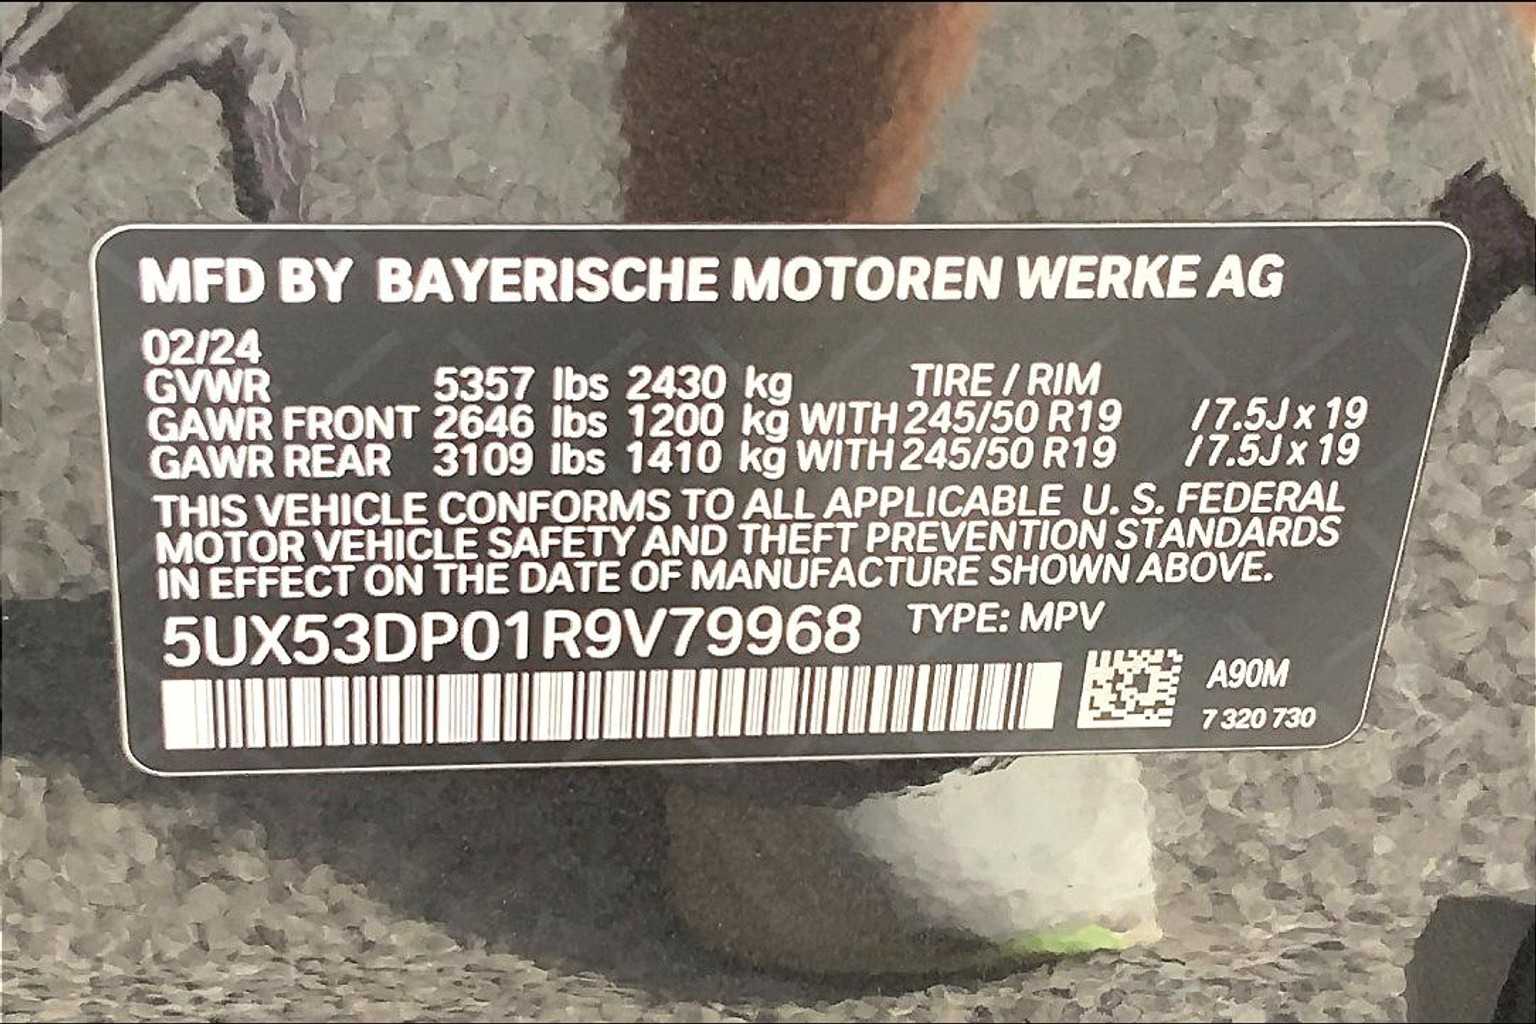 MFD BY BAYERISCHE MOTOREN WERKE AG
02/24
GVWR 5357 lbs 2430 kg TIRE / RIM
GAWR FRONT 2646 lbs 1200 kg WITH 245/50 R19 / 7.5J x 19
GAWR REAR 3109 lbs 1410 kg WITH 245/50 R19 / 7.5J x 19
THIS VEHICLE CONFORMS TO ALL APPLICABLE U. S. FEDERAL
MOTOR VEHICLE SAFETY AND THEFT PREVENTION STANDARDS
IN EFFECT ON THE DATE OF MANUFACTURE SHOWN ABOVE.
5UX53DP01R9V79968 TYPE: MPV
A90M
7 320 730